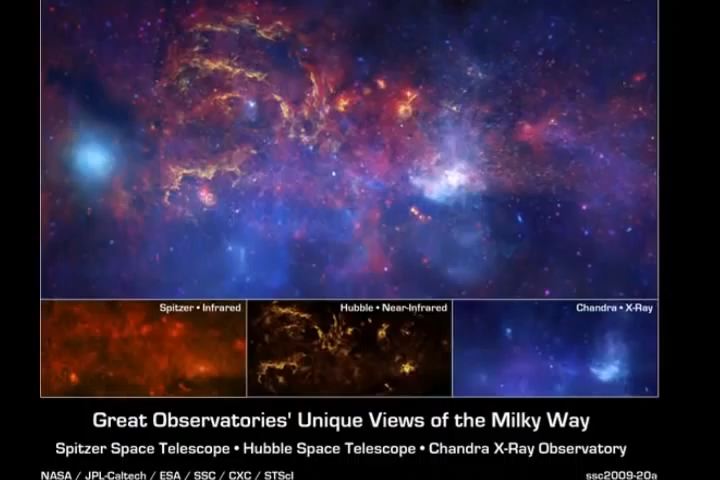 Spitzer • Infrared
Hubble • Near-Infrared
Chandra • X-Ray
Great Observatories' Unique Views of the Milky Way
Spitzer Space Telescope • Hubble Space Telescope • Chandra X-Ray Observatory
NASA / JPL-Caltech / ESA / SSC / CXC / STScI
ssc2009-20a